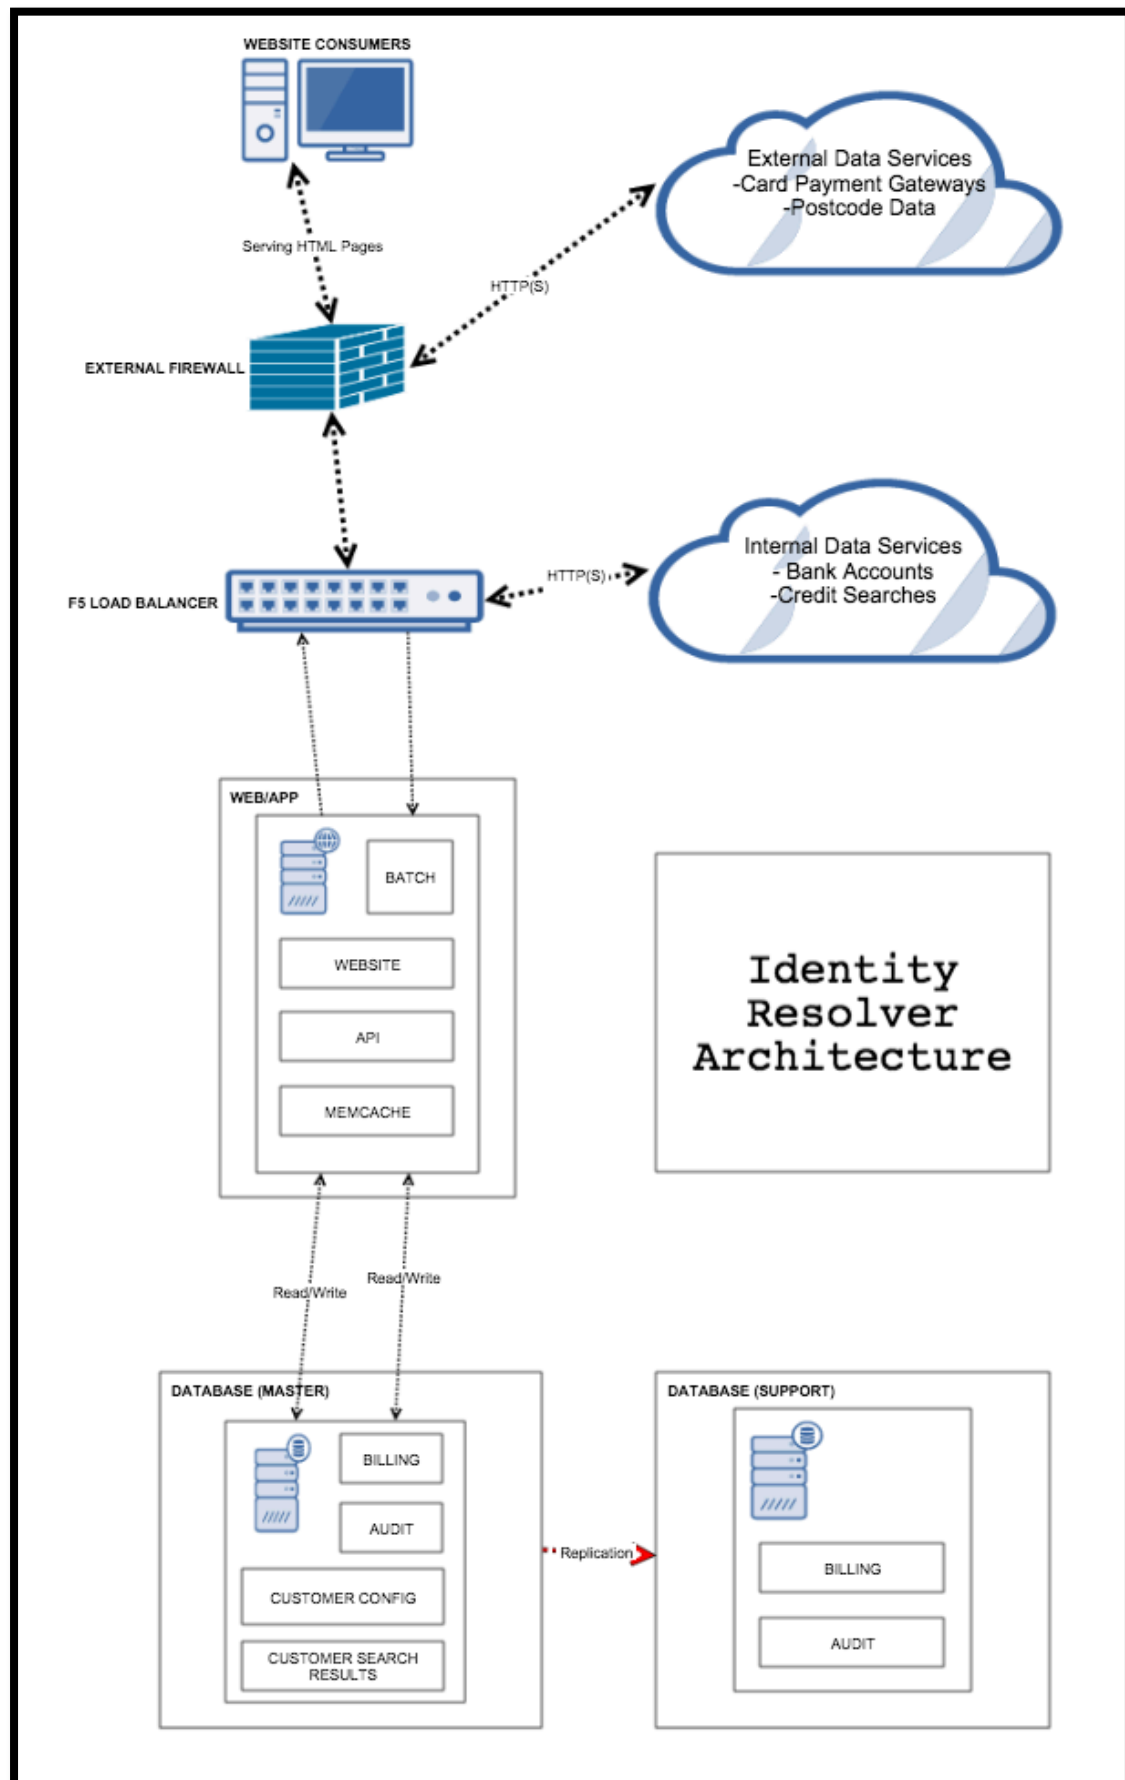 WEBSITE CONSUMERS
External Data Services
-Card Payment Gateways
-Postcode Data
Serving HTML Pages
HTTP(S)
EXTERNAL FIREWALL
Internal Data Services
- Bank Accounts
-Credit Searches
HTTP(S)
F5 LOAD BALANCER
WEB/APP
BATCH
WEBSITE
API
MEMCACHE
Identity
Resolver
Architecture
Read/Write
Read/Write
DATABASE (MASTER)
BILLING
AUDIT
CUSTOMER CONFIG
CUSTOMER SEARCH
RESULTS
Replication
DATABASE (SUPPORT)
BILLING
AUDIT